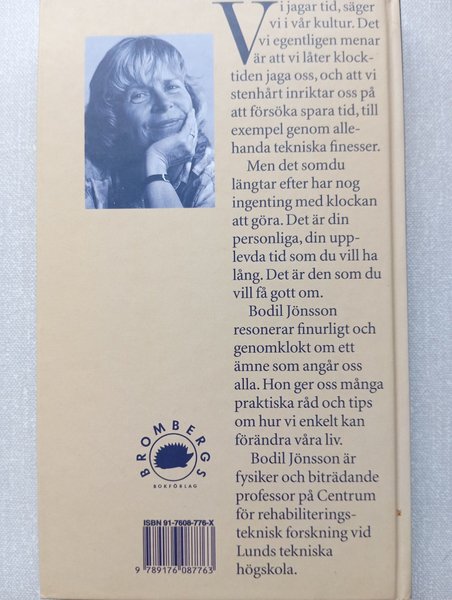 Vi jagar tid, säger
vi i vår kultur. Det
vi egentligen menar
är att vi låter klock-
tiden jaga oss, och att vi
stenhårt inriktar oss på
att försöka spara tid, till
exempel genom alle-
handa tekniska finesser.
Men det somdu
längtar efter har nog
ingenting med klockan
att göra. Det är din
personliga, din upp-
levda tid som du vill ha
lång. Det är den som du
vill få gott om.
Bodil Jönsson
resonerar finurligt och
genomklokt om ett
ämne som angår oss
alla. Hon ger oss många
praktiska råd och tips
om hur vi enkelt kan
förändra våra liv.
Bodil Jönsson är
fysiker och biträdande
professor på Centrum
för rehabiliterings-
teknisk forskning vid
Lunds tekniska
högskola.
BROMBERGS
BOKFÖRLAG
ISBN 91-7608-776-X
9 789176 087763